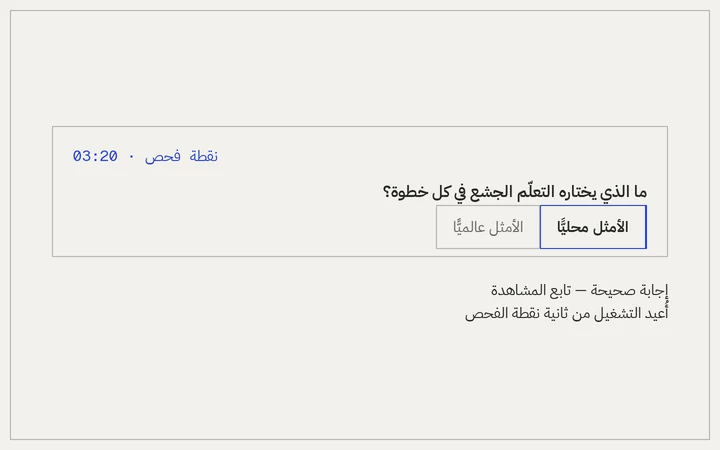 نقطة فحص · 03:20
ما الذي يختاره التعلّم الجشع في كل خطوة؟
الأمثل محليًّا
الأمثل عالميًّا
إجابة صحيحة — تابع المشاهدة
أُعيد التشغيل من ثانية نقطة الفحص